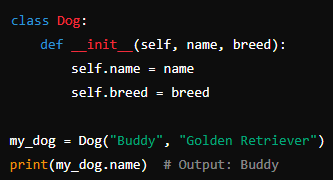 class Dog:
    def __init__(self, name, breed):
        self.name = name
        self.breed = breed

my_dog = Dog("Buddy", "Golden Retriever")
print(my_dog.name)  # Output: Buddy